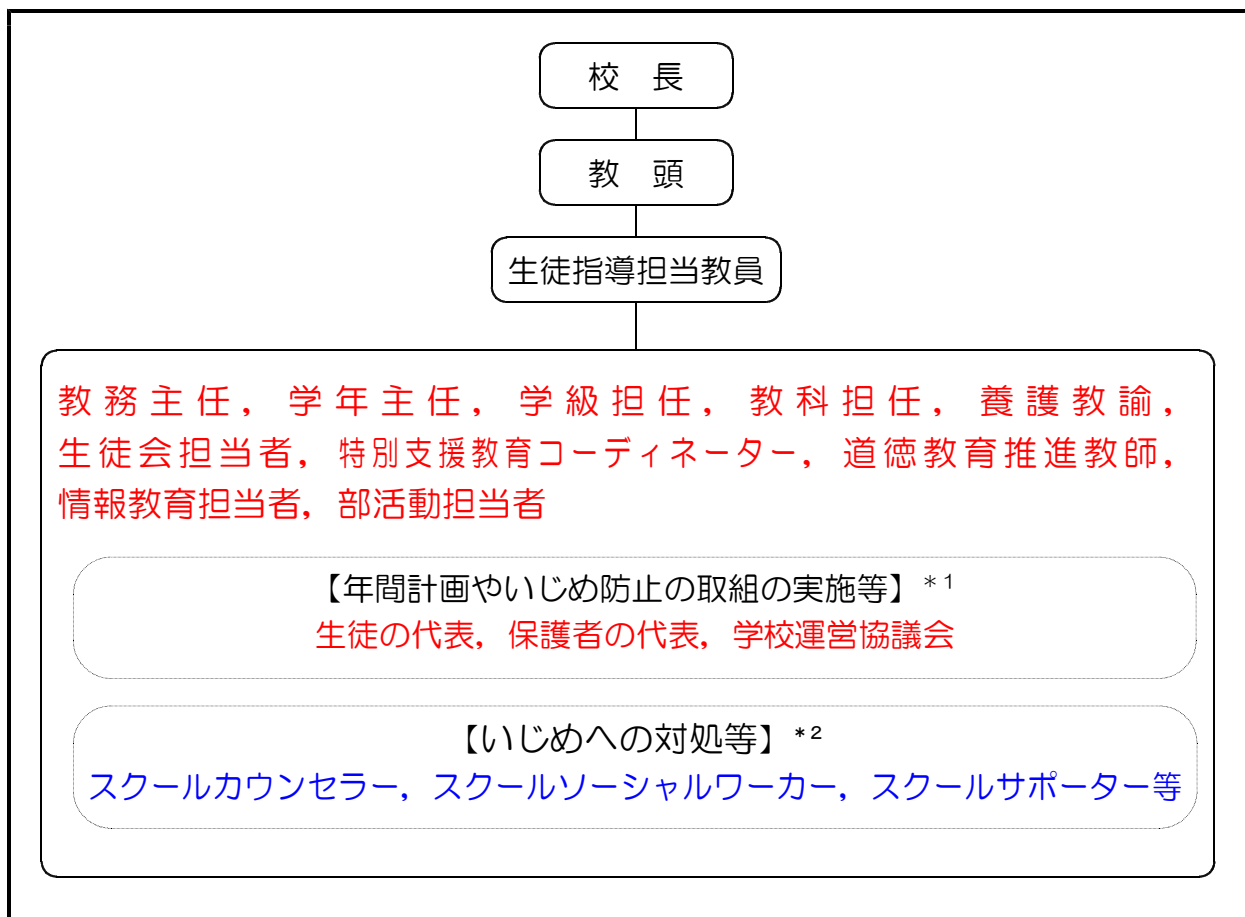 校　長
教　頭
生徒指導担当教員
教務主任，学年主任，学級担任，教科担任，養護教諭，
生徒会担当者，特別支援教育コーディネーター，道徳教育推進教師，
情報教育担当者，部活動担当者
【年間計画やいじめ防止の取組の実施等】＊１
生徒の代表，保護者の代表，学校運営協議会
【いじめへの対処等】＊２
スクールカウンセラー，スクールソーシャルワーカー，スクールサポーター等